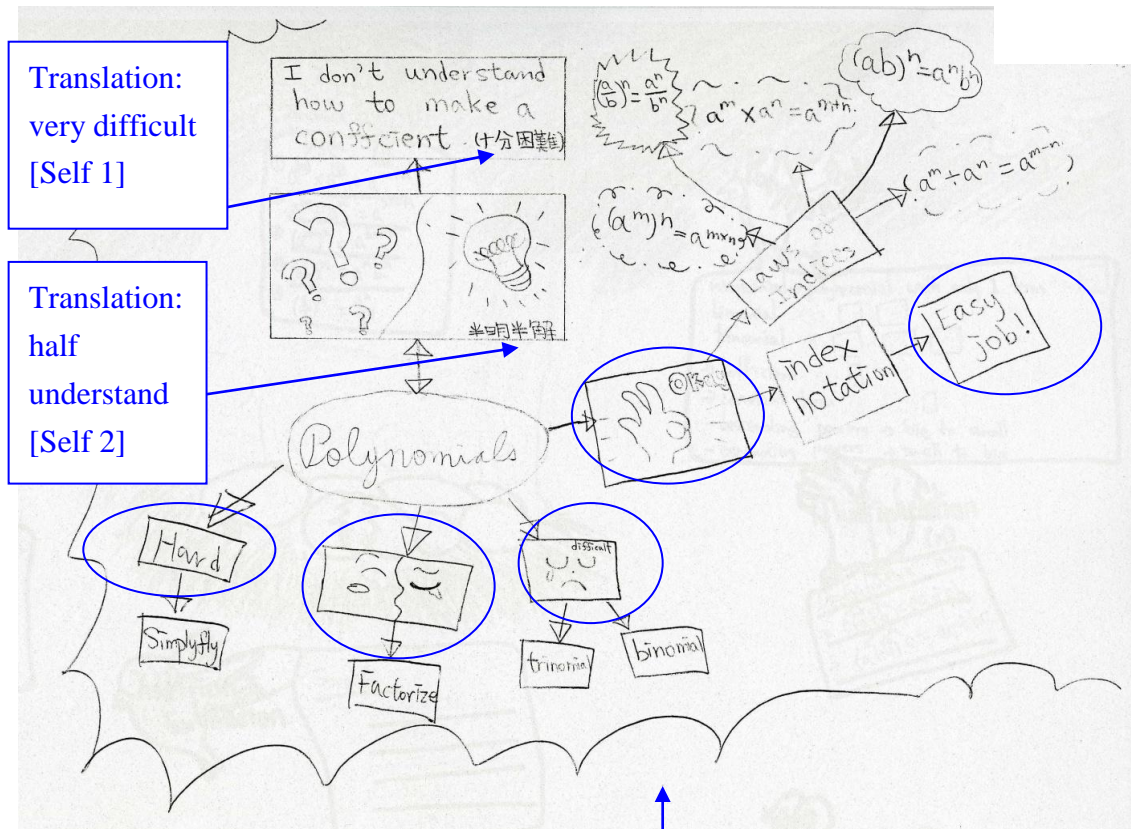 Translation:
very difficult
[Self 1]
I don't understand
how to make a
confficient. (十分困難)
(a/b)ⁿ = aⁿ/bⁿ
aᵐ × aⁿ = aᵐ⁺ⁿ
(ab)ⁿ = aⁿbⁿ
aᵐ ÷ aⁿ = aᵐ⁻ⁿ
(aᵐ)ⁿ = aᵐˣⁿ
Laws of
Indices
Translation:
half
understand
[Self 2]
? ? ? ? ?
半明半解
Easy
job!
index
notation
Polynomials
Hard
difficult
Simplyfly
Factorize
trinomial
binomial